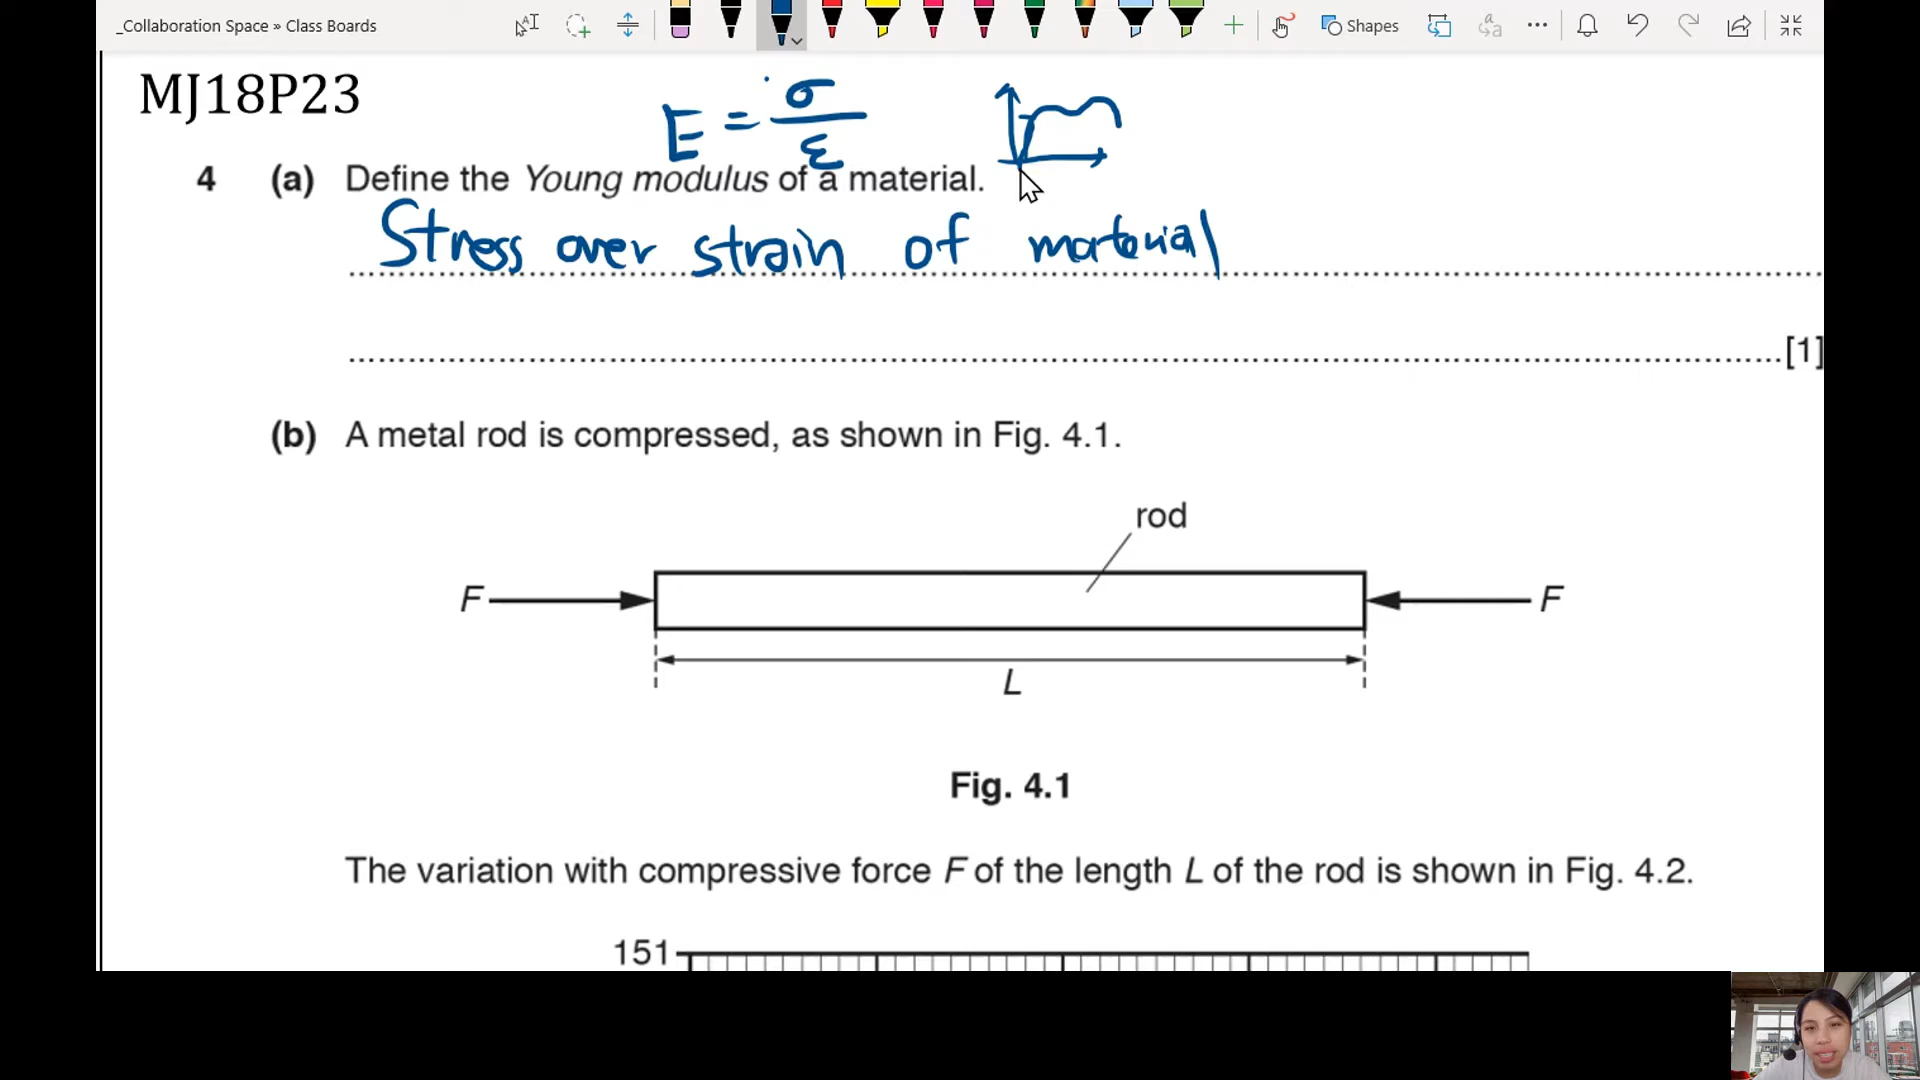 _Collaboration Space » Class Boards
Shapes
MJ18P23
E = σ/ε
4 (a) Define the Young modulus of a material.
Stress over strain of material
[1]
(b) A metal rod is compressed, as shown in Fig. 4.1.
rod
F F
L
Fig. 4.1
The variation with compressive force F of the length L of the rod is shown in Fig. 4.2.
151